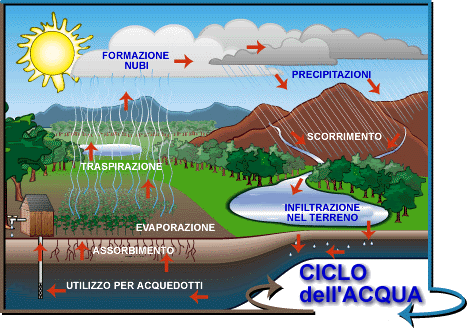 FORMAZIONE
NUBI
PRECIPITAZIONI
SCORRIMENTO
TRASPIRAZIONE
INFILTRAZIONE
NEL TERRENO
EVAPORAZIONE
ASSORBIMENTO
UTILIZZO PER ACQUEDOTTI
CICLO
dell'ACQUA